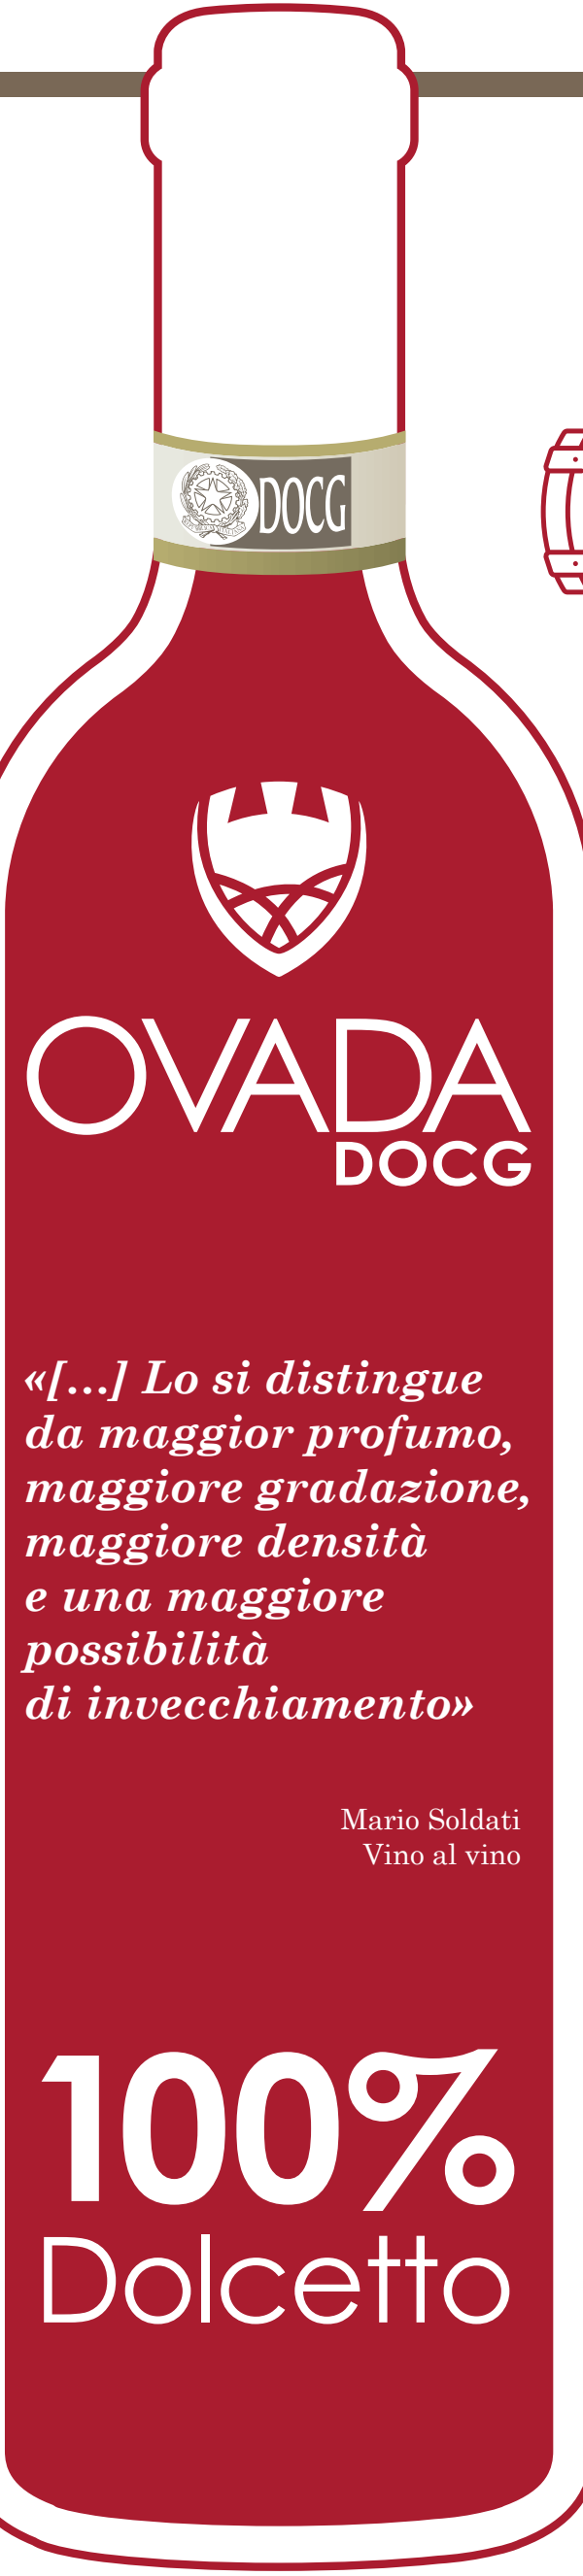 DOCG
OVADA
DOCG
«[…] Lo si distingue
da maggior profumo,
maggiore gradazione,
maggiore densità
e una maggiore
possibilità
di invecchiamento»
Mario Soldati
Vino al vino
100%
Dolcetto